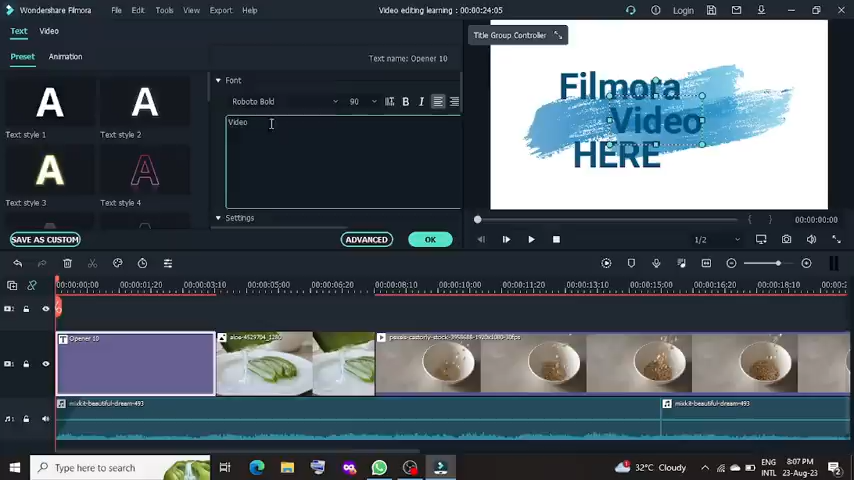 Wondershare Filmora
File
Edit
Tools
View
Export
Help
Video editing learning : 00:00:24:05
Login
Text
Video
Preset
Animation
Text name: Opener 10
Font
Roboto Bold
90
Video
Text style 1
Text style 2
Text style 3
Text style 4
Settings
SAVE AS CUSTOM
ADVANCED
OK
Title Group Controller
Filmora
Video
HERE
00:00:00:00
1/2
00:00:00:00
00:00:01:20
00:00:03:10
00:00:05:00
00:00:06:20
00:00:08:10
00:00:10:00
00:00:11:20
00:00:13:10
00:00:15:00
00:00:16:20
00:00:18:10
Opener 10
aloe-4529704_1280
mixkit-beautiful-dream-493
mixkit-beautiful-dream-493
Type here to search
32°C Cloudy
ENG
INTL
8:07 PM
23-Aug-23
2